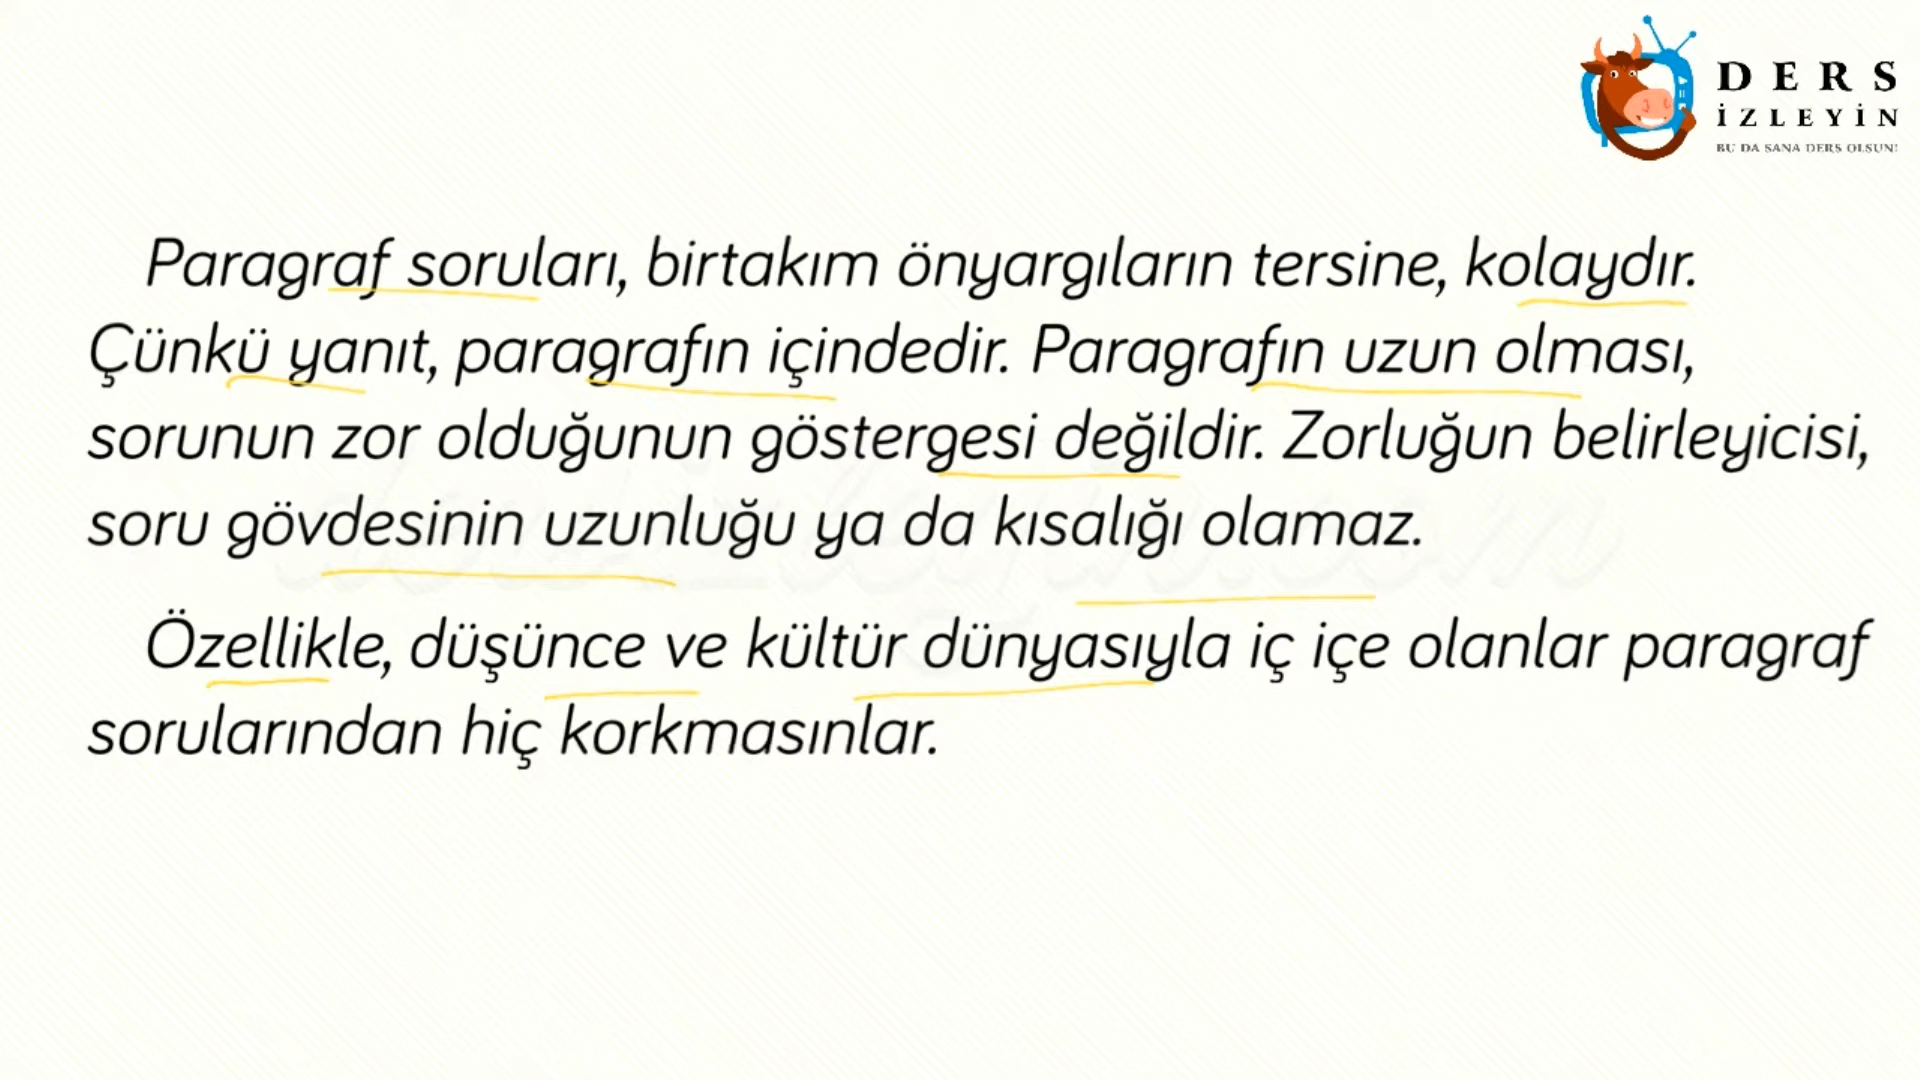 DERS
İZLEYİN
BU DA SANA DERS OLSUN!
Paragraf soruları, birtakım önyargıların tersine, kolaydır.
Çünkü yanıt, paragrafın içindedir. Paragrafın uzun olması,
sorunun zor olduğunun göstergesi değildir. Zorluğun belirleyicisi,
soru gövdesinin uzunluğu ya da kısalığı olamaz.
Özellikle, düşünce ve kültür dünyasıyla iç içe olanlar paragraf
sorularından hiç korkmasınlar.